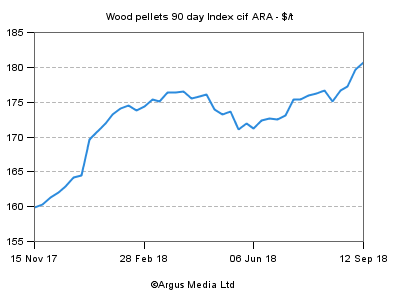 Wood pellets 90 day Index cif ARA - $/t
185
180
175
170
165
160
155
15 Nov 17 28 Feb 18 06 Jun 18 12 Sep 18
©Argus Media Ltd